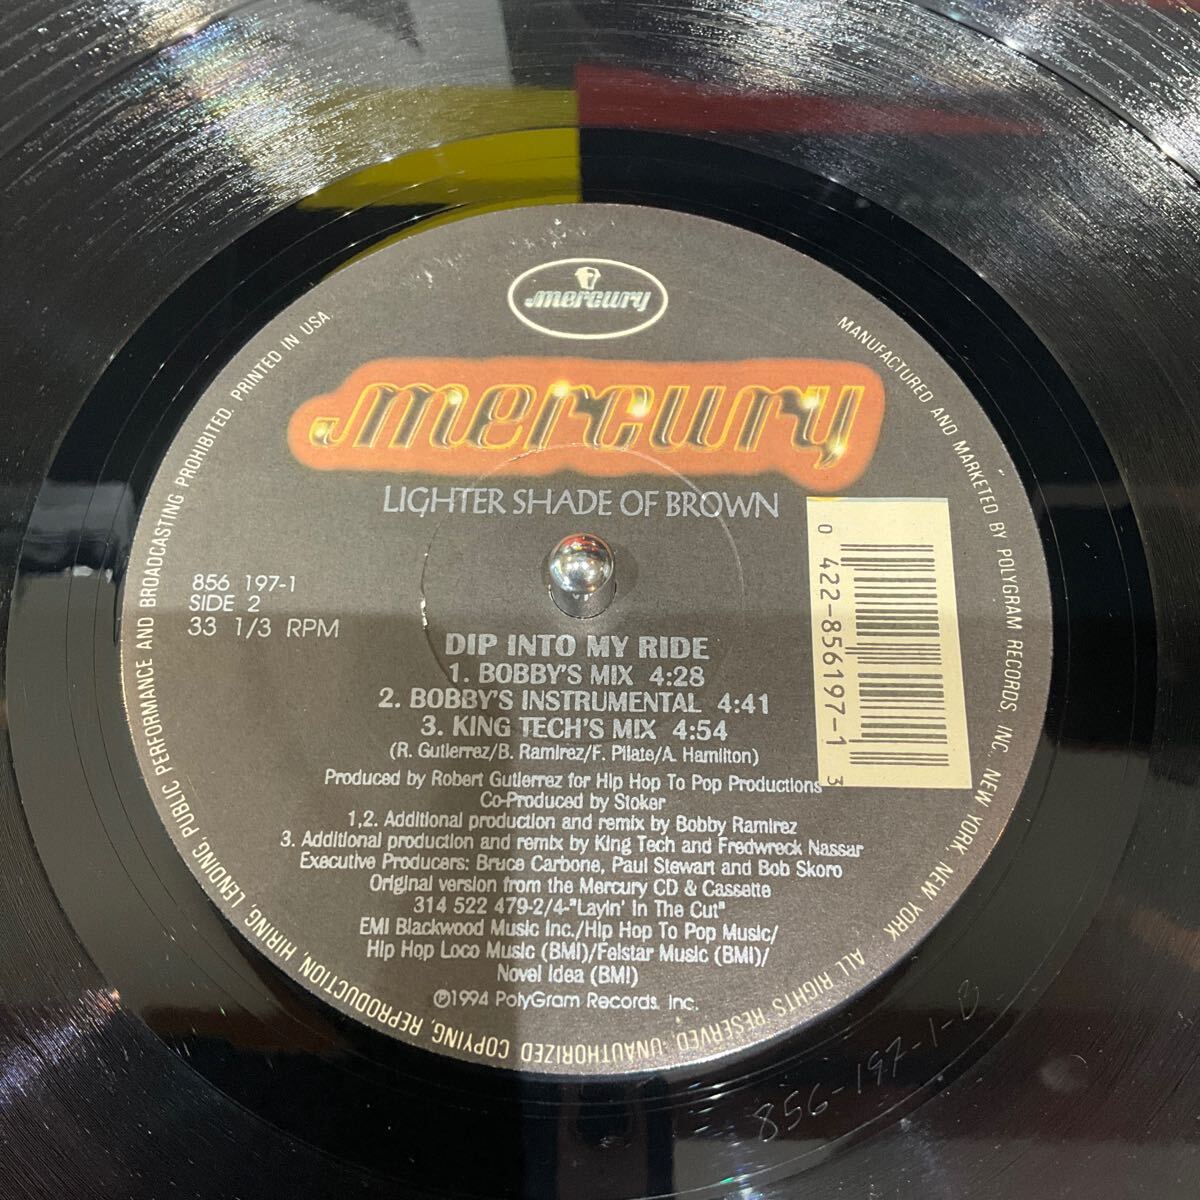 mercury
mercury
LIGHTER SHADE OF BROWN
856 197-1
SIDE 2
33 1/3 RPM
0 422-856197-1 3
DIP INTO MY RIDE
1. BOBBY'S MIX 4:28
2. BOBBY'S INSTRUMENTAL 4:41
3. KING TECH'S MIX 4:54
(R. Gutierrez/B. Ramirez/F. Pilate/A. Hamilton)
Produced by Robert Gutierrez for Hip Hop To Pop Productions
Co-Produced by Stoker
1,2. Additional production and remix by Bobby Ramirez
3. Additional production and remix by King Tech and Fredwreck Nassar
Executive Producers: Bruce Carbone, Paul Stewart and Bob Skoro
Original version from the Mercury CD & Cassette
314 522 479-2/4-"Layin' In The Cut"
EMI Blackwood Music Inc./Hip Hop To Pop Music/
Hip Hop Loco Music (BMI)/Felstar Music (BMI)/
Novel Idea (BMI)
℗1994 PolyGram Records, Inc.
MANUFACTURED AND MARKETED BY POLYGRAM RECORDS INC., NEW YORK, NEW YORK. ALL RIGHTS RESERVED. UNAUTHORIZED COPYING, REPRODUCTION, HIRING, LENDING, PUBLIC PERFORMANCE AND BROADCASTING PROHIBITED. PRINTED IN USA.
856-197-1-B